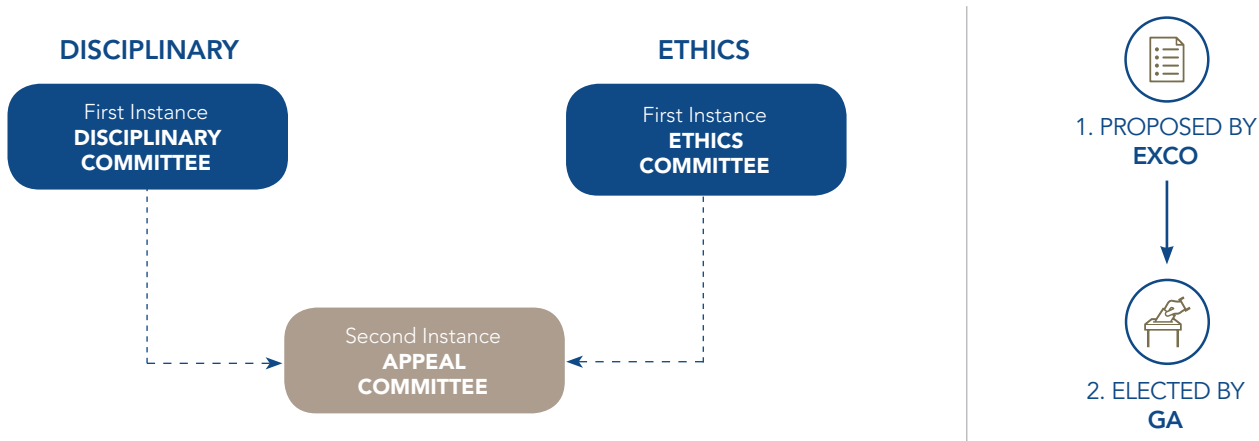 DISCIPLINARY
First Instance
DISCIPLINARY
COMMITTEE
ETHICS
First Instance
ETHICS
COMMITTEE
Second Instance
APPEAL
COMMITTEE
1. PROPOSED BY
EXCO
2. ELECTED BY
GA